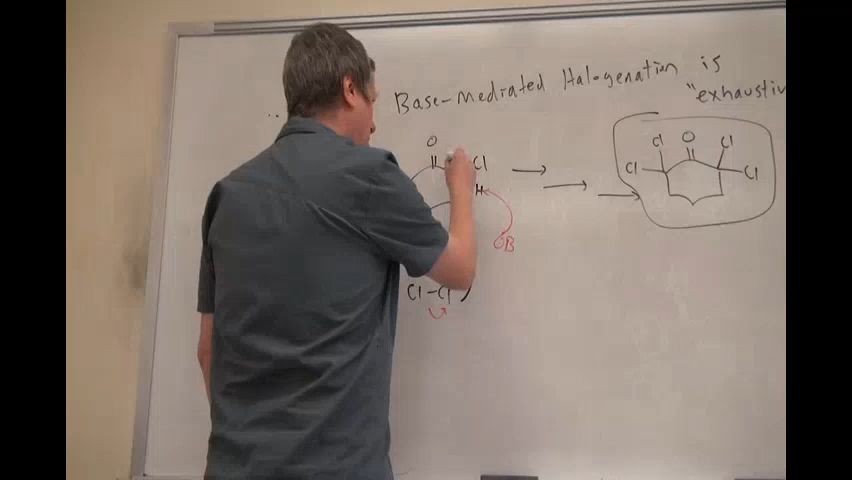 ..
Base-Mediated Halogenation is
"exhaustiv
O
Cl
H
B
Cl-Cl
Cl O Cl
Cl Cl